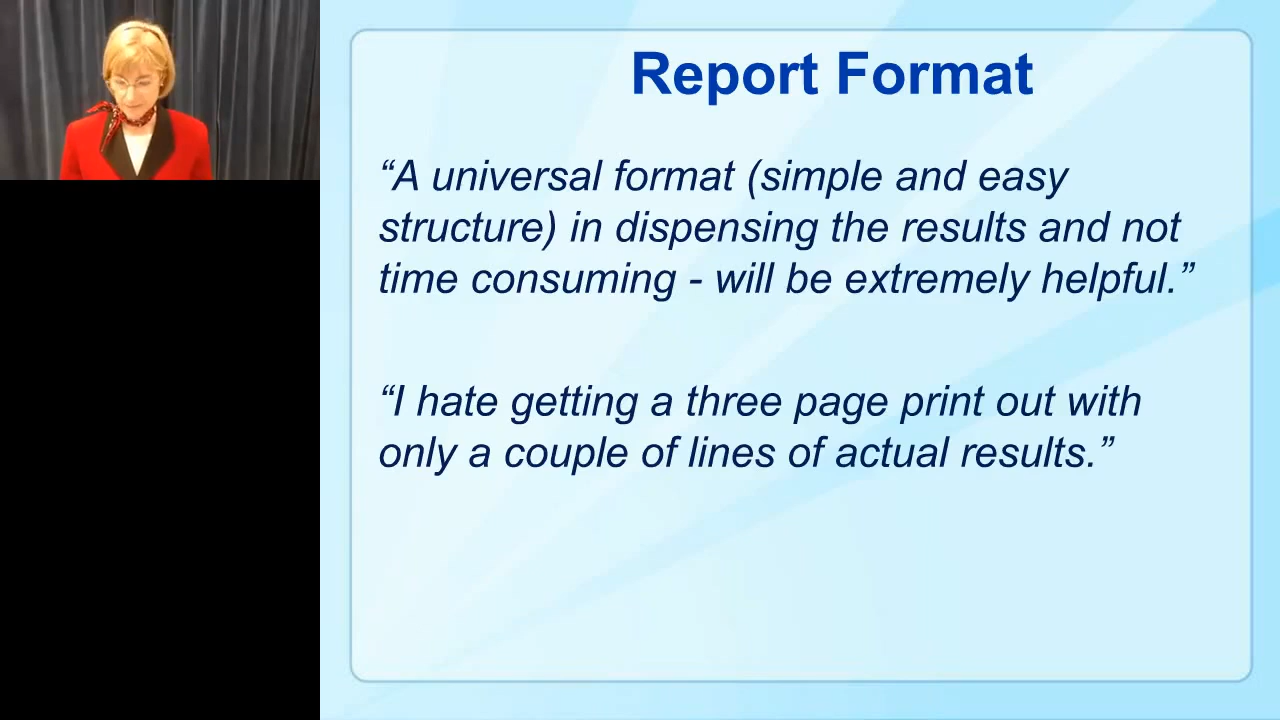 Report Format
“A universal format (simple and easy
structure) in dispensing the results and not
time consuming - will be extremely helpful.”
“I hate getting a three page print out with
only a couple of lines of actual results.”